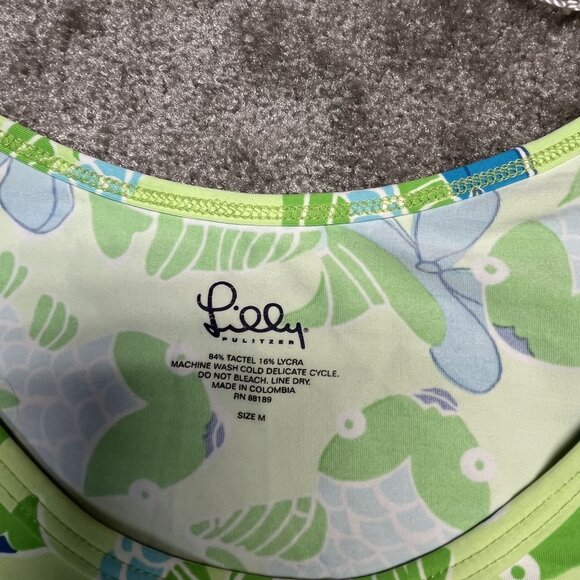 Lilly®
PULITZER
84% TACTEL 16% LYCRA
MACHINE WASH COLD DELICATE CYCLE.
DO NOT BLEACH. LINE DRY.
MADE IN COLOMBIA
RN 88189
SIZE M